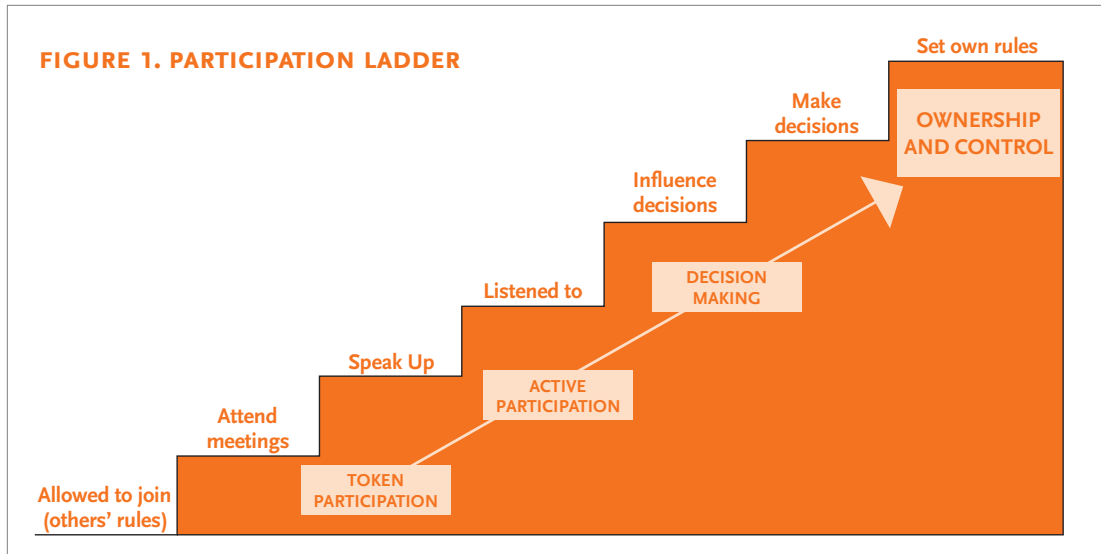 FIGURE 1. PARTICIPATION LADDER
Set own rules
OWNERSHIP
AND CONTROL
Make
decisions
Influence
decisions
DECISION
MAKING
Listened to
ACTIVE
PARTICIPATION
Speak Up
Attend
meetings
TOKEN
PARTICIPATION
Allowed to join
(others’ rules)